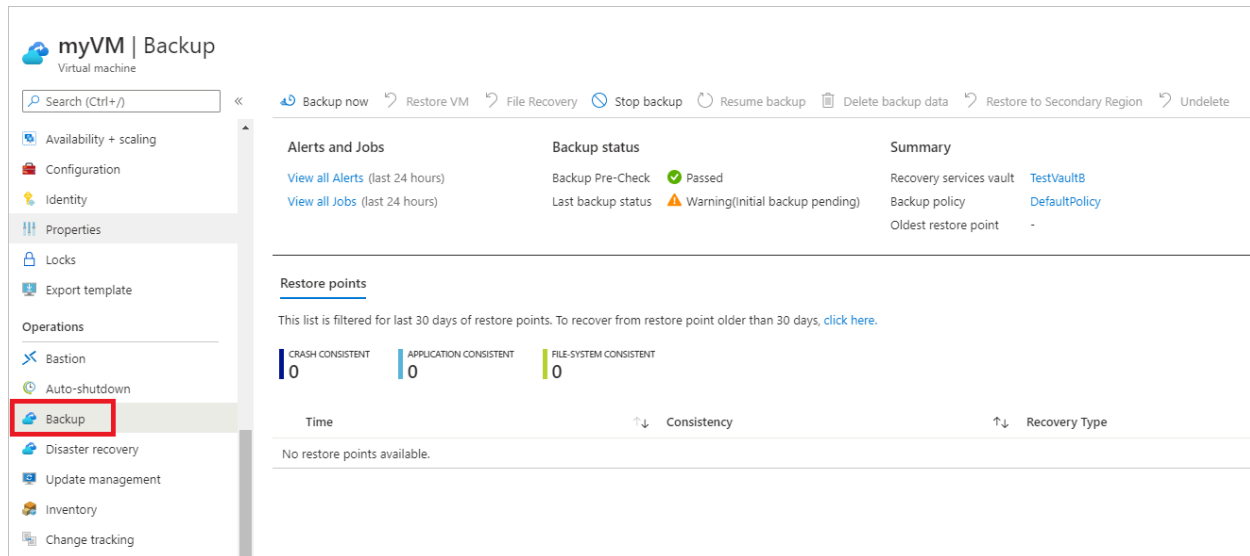 myVM | Backup
Virtual machine
Search (Ctrl+/)
«
Availability + scaling
Configuration
Identity
Properties
Locks
Export template
Operations
Bastion
Auto-shutdown
Backup
Disaster recovery
Update management
Inventory
Change tracking
Backup now Restore VM File Recovery Stop backup Resume backup Delete backup data Restore to Secondary Region Undelete
Alerts and Jobs
View all Alerts (last 24 hours)
View all Jobs (last 24 hours)
Backup status
Backup Pre-Check Passed
Last backup status Warning(Initial backup pending)
Summary
Recovery services vault TestVaultB
Backup policy DefaultPolicy
Oldest restore point -
Restore points
This list is filtered for last 30 days of restore points. To recover from restore point older than 30 days, click here.
CRASH CONSISTENT
0
APPLICATION CONSISTENT
0
FILE-SYSTEM CONSISTENT
0
Time ↑↓ Consistency ↑↓ Recovery Type
No restore points available.